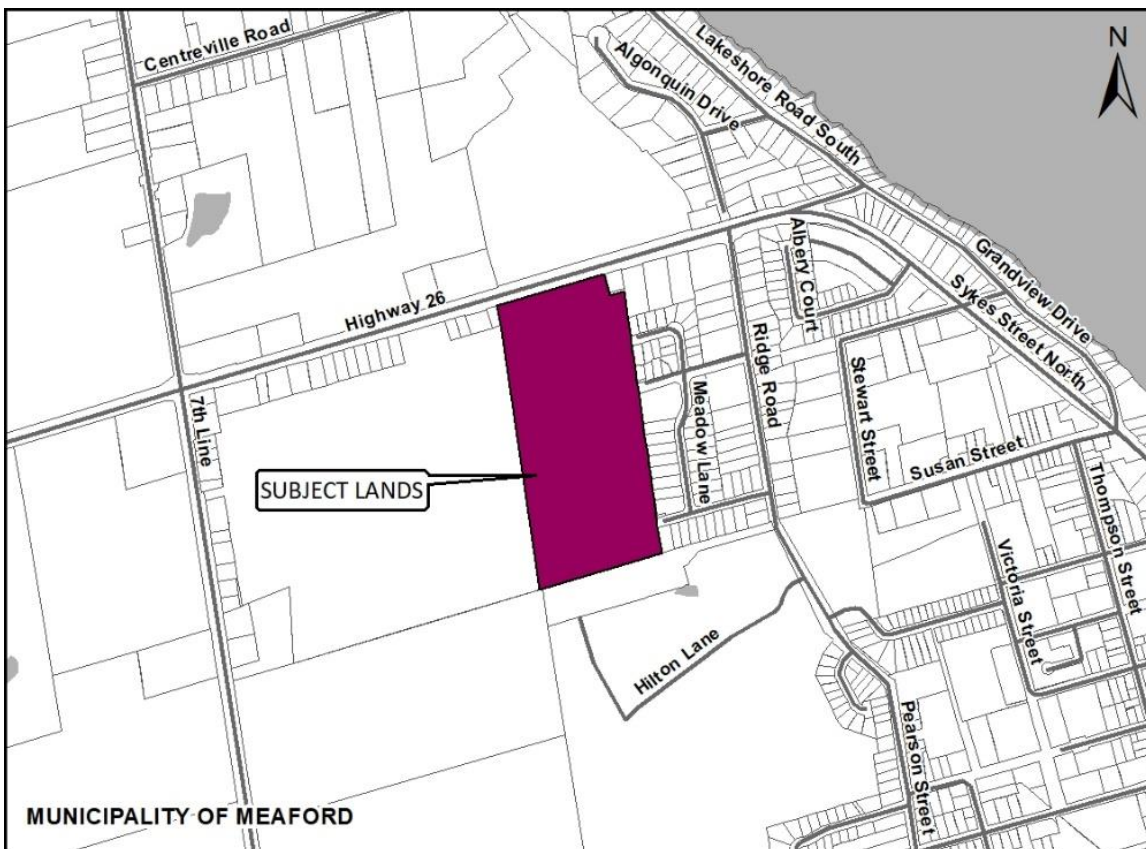 N
Centreville Road
Algonquin Drive
Lakeshore Road South
Albery Court
Grandview Drive
Highway 26
Sykes Street North
Ridge Road
7th Line
Meadow Lane
Stewart Street
Susan Street
Thompson Street
SUBJECT LANDS
Victoria Street
Hilton Lane
Pearson Street
MUNICIPALITY OF MEAFORD